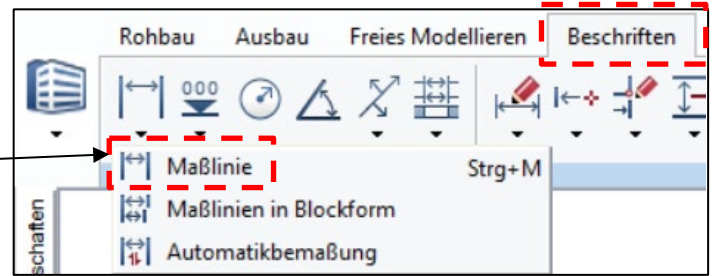 Rohbau Ausbau Freies Modellieren Beschriften
000
Maßlinie Strg+M
Maßlinien in Blockform
Automatikbemaßung
schaften